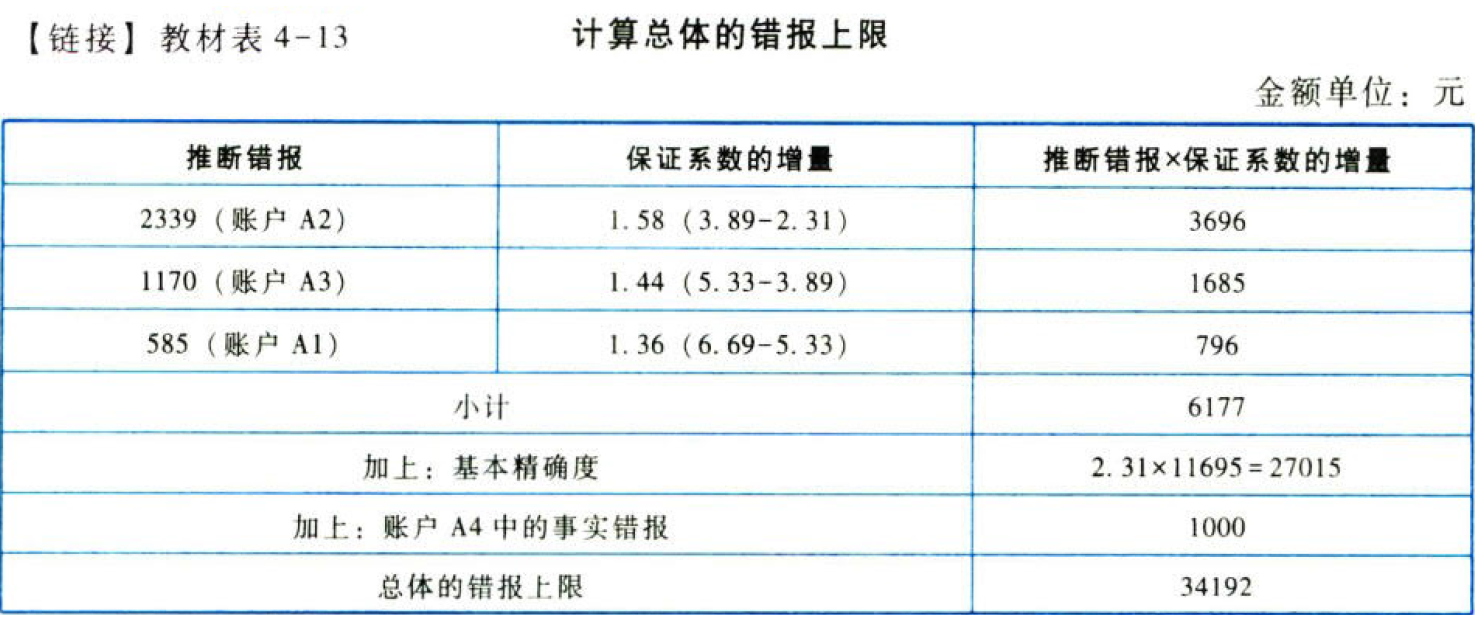 【链接】教材表4-13 计算总体的错报上限
金额单位：元
推断错报 保证系数的增量 推断错报×保证系数的增量
2339（账户 A2） 1.58（3.89-2.31） 3696
1170（账户 A3） 1.44（5.33-3.89） 1685
585（账户 A1） 1.36（6.69-5.33） 796
小计 6177
加上：基本精确度 2.31×11695=27015
加上：账户 A4 中的事实错报 1000
总体的错报上限 34192